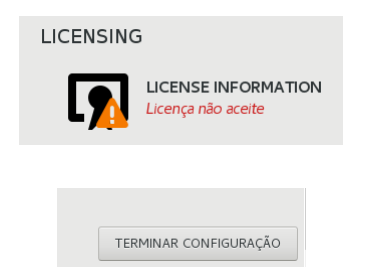 LICENSING
LICENSE INFORMATION
Licença não aceite
TERMINAR CONFIGURAÇÃO